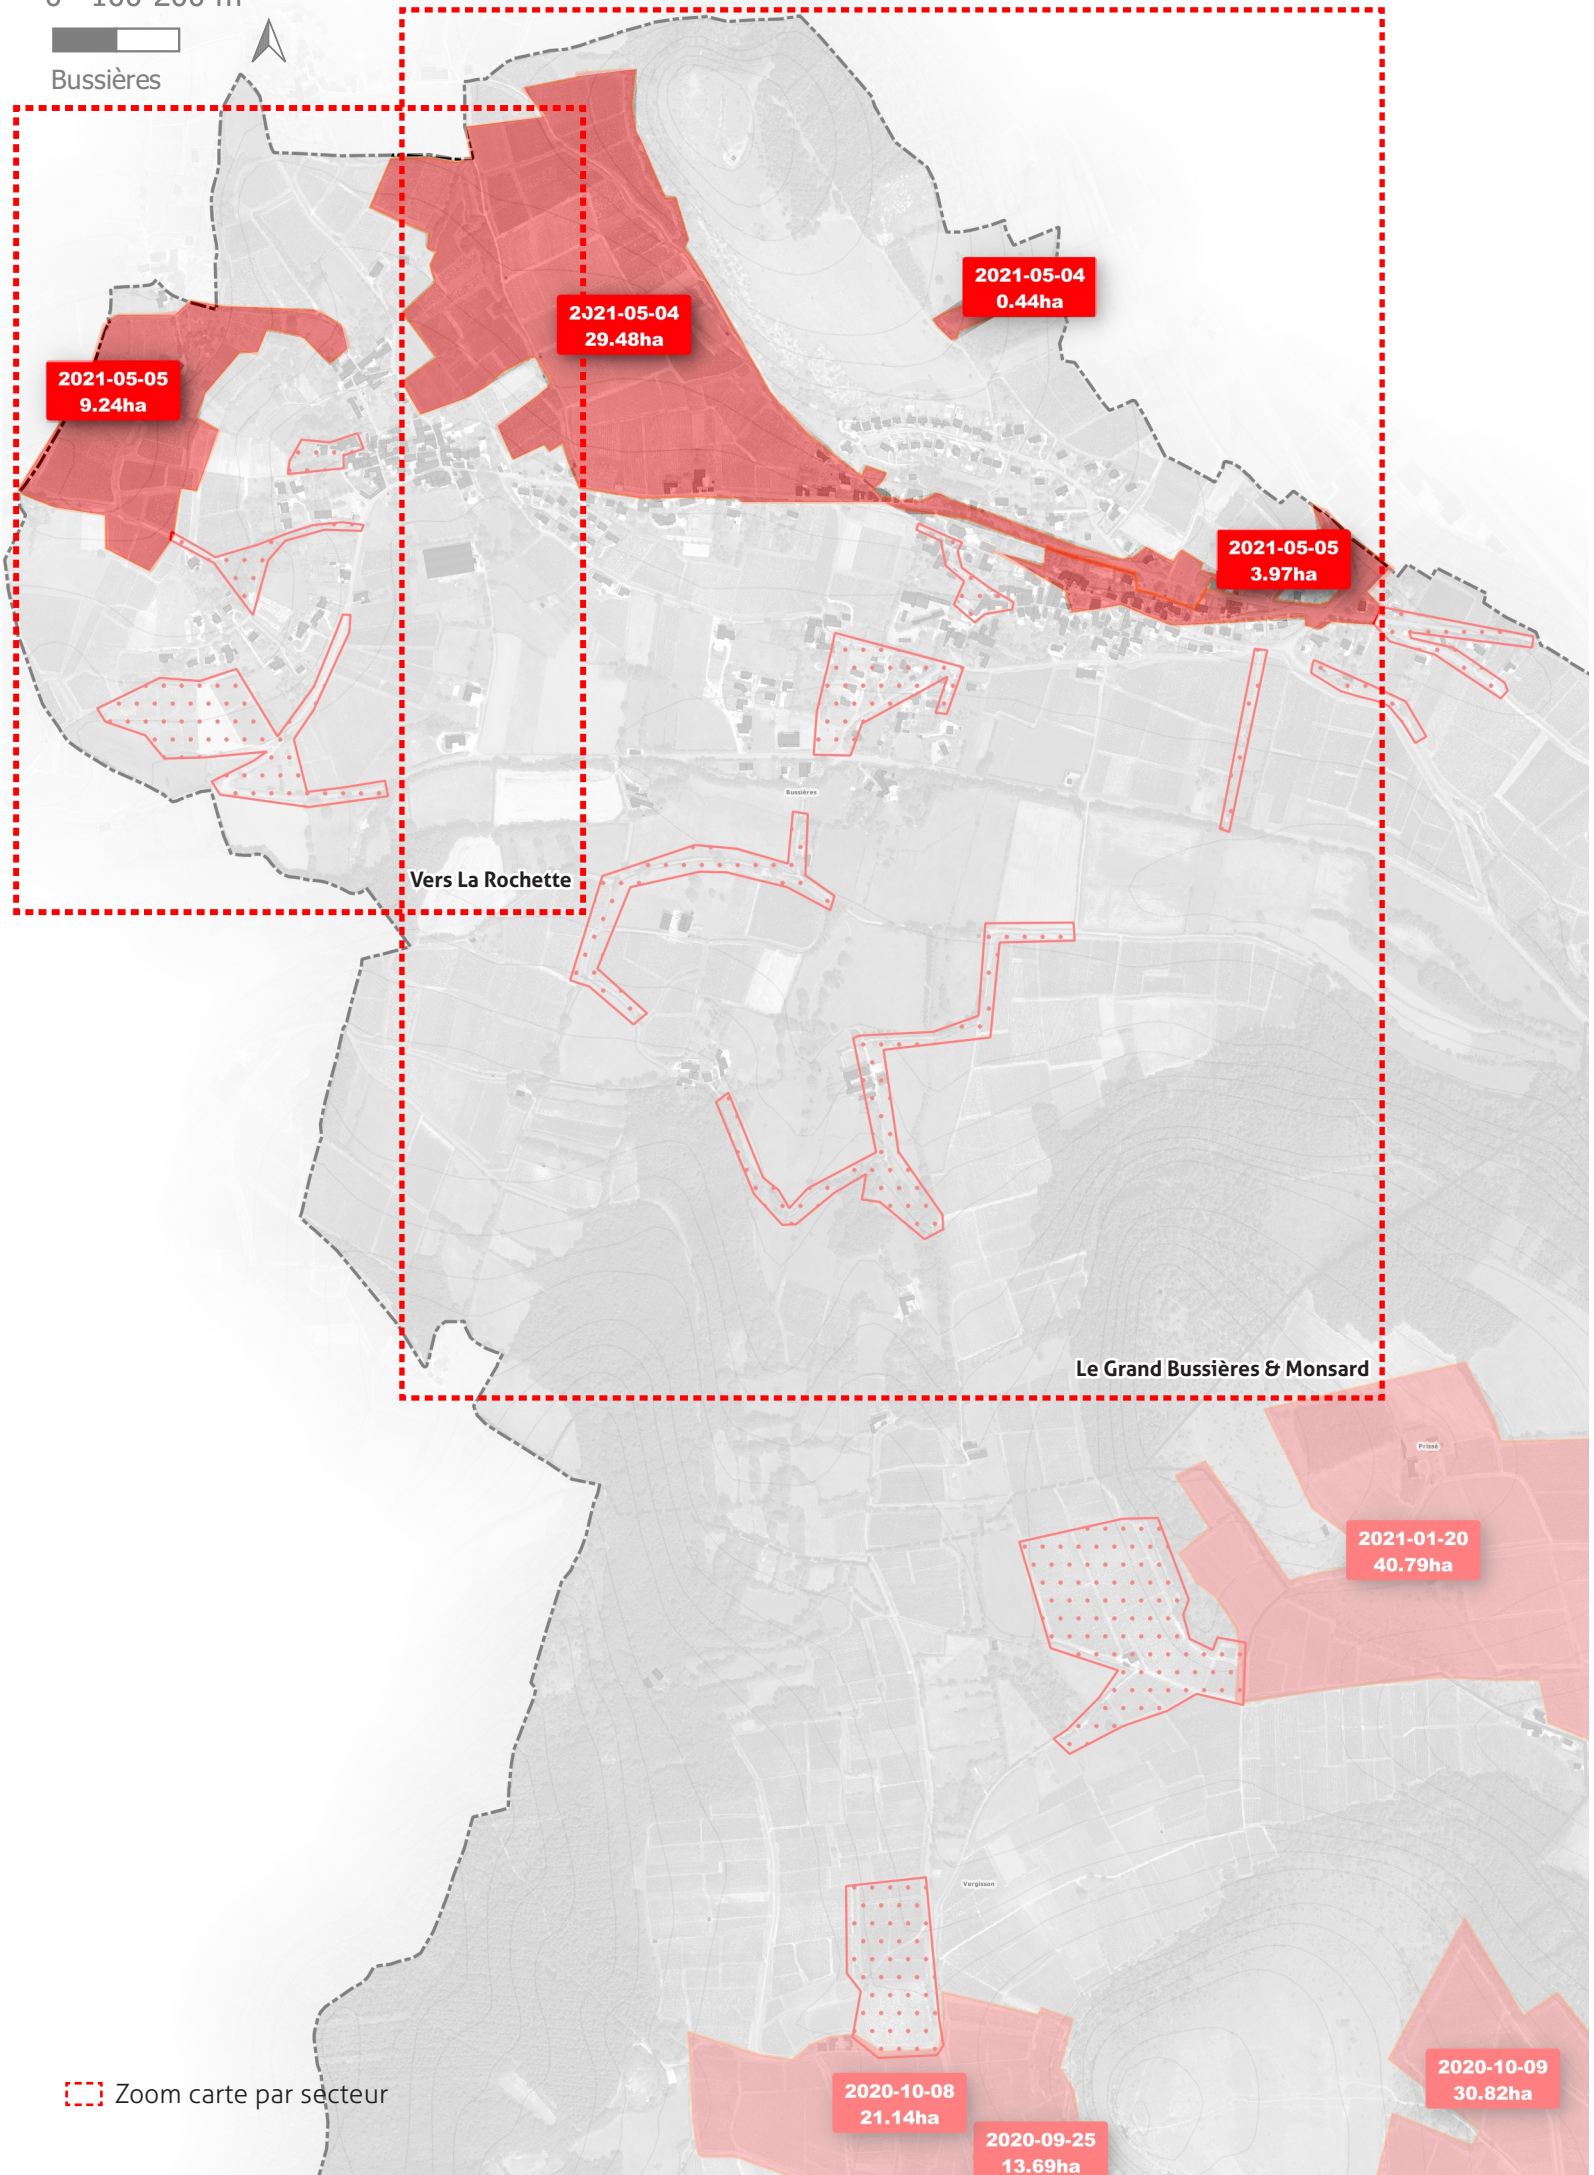 0 100 200 m
Bussières
2021-05-04
0.44ha
2021-05-04
29.48ha
2021-05-05
9.24ha
2021-05-05
3.97ha
Bussières
Vers La Rochette
Le Grand Bussières & Monsard
Prissé
2021-01-20
40.79ha
Vergisson
2020-10-09
30.82ha
Zoom carte par secteur
2020-10-08
21.14ha
2020-09-25
13.69ha